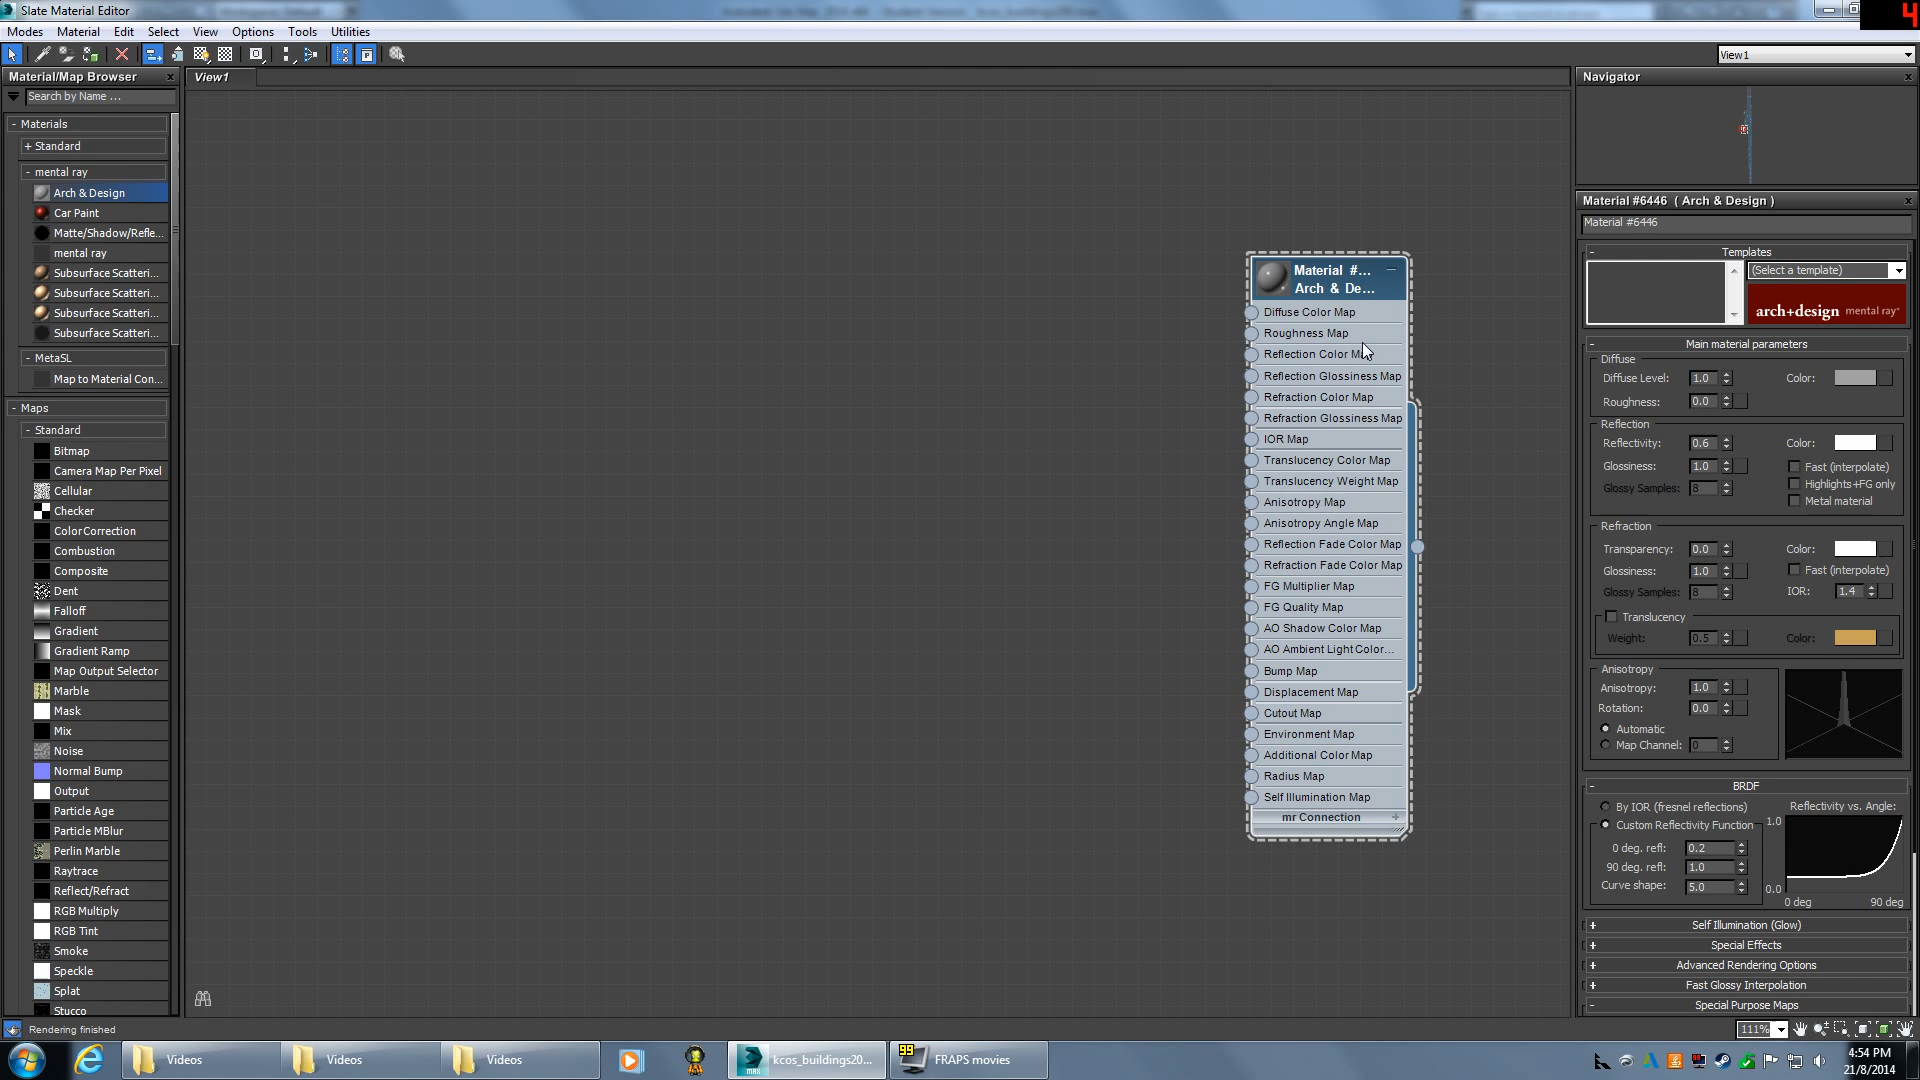 Slate Material Editor
4
Modes Material Edit Select View Options Tools Utilities
View1
Material/Map Browser
View1
Navigator
Search by Name ...
- Materials
+ Standard
- mental ray
Arch & Design
Car Paint
Matte/Shadow/Refle...
mental ray
Subsurface Scatteri...
Subsurface Scatteri...
Subsurface Scatteri...
Subsurface Scatteri...
- MetaSL
Map to Material Con...
- Maps
- Standard
Bitmap
Camera Map Per Pixel
Cellular
Checker
ColorCorrection
Combustion
Composite
Dent
Falloff
Gradient
Gradient Ramp
Map Output Selector
Marble
Mask
Mix
Noise
Normal Bump
Output
Particle Age
Particle MBlur
Perlin Marble
Raytrace
Reflect/Refract
RGB Multiply
RGB Tint
Smoke
Speckle
Splat
Stucco
Material #...
Arch & De...
Diffuse Color Map
Roughness Map
Reflection Color Map
Reflection Glossiness Map
Refraction Color Map
Refraction Glossiness Map
IOR Map
Translucency Color Map
Translucency Weight Map
Anisotropy Map
Anisotropy Angle Map
Reflection Fade Color Map
Refraction Fade Color Map
FG Multiplier Map
FG Quality Map
AO Shadow Color Map
AO Ambient Light Color...
Bump Map
Displacement Map
Cutout Map
Environment Map
Additional Color Map
Radius Map
Self Illumination Map
mr Connection +
Material #6446 ( Arch & Design )
Material #6446
- Templates
(Select a template)
arch+design mental ray
- Main material parameters
Diffuse
Diffuse Level: 1.0 Color:
Roughness: 0.0
Reflection
Reflectivity: 0.6 Color:
Glossiness: 1.0 Fast (interpolate)
Glossy Samples: 8 Highlights+FG only
Metal material
Refraction
Transparency: 0.0 Color:
Glossiness: 1.0 Fast (interpolate)
Glossy Samples: 8 IOR: 1.4
Translucency
Weight: 0.5 Color:
Anisotropy
Anisotropy: 1.0
Rotation: 0.0
Automatic
Map Channel: 0
- BRDF
By IOR (fresnel reflections) Reflectivity vs. Angle:
Custom Reflectivity Function 1.0
0 deg. refl: 0.2
90 deg. refl: 1.0
Curve shape: 5.0 0.0
0 deg 90 deg
+ Self Illumination (Glow)
+ Special Effects
+ Advanced Rendering Options
+ Fast Glossy Interpolation
- Special Purpose Maps
Rendering finished
111%
Videos Videos Videos kcos_buildings20... 99 FRAPS movies
MAX
4:54 PM
21/8/2014